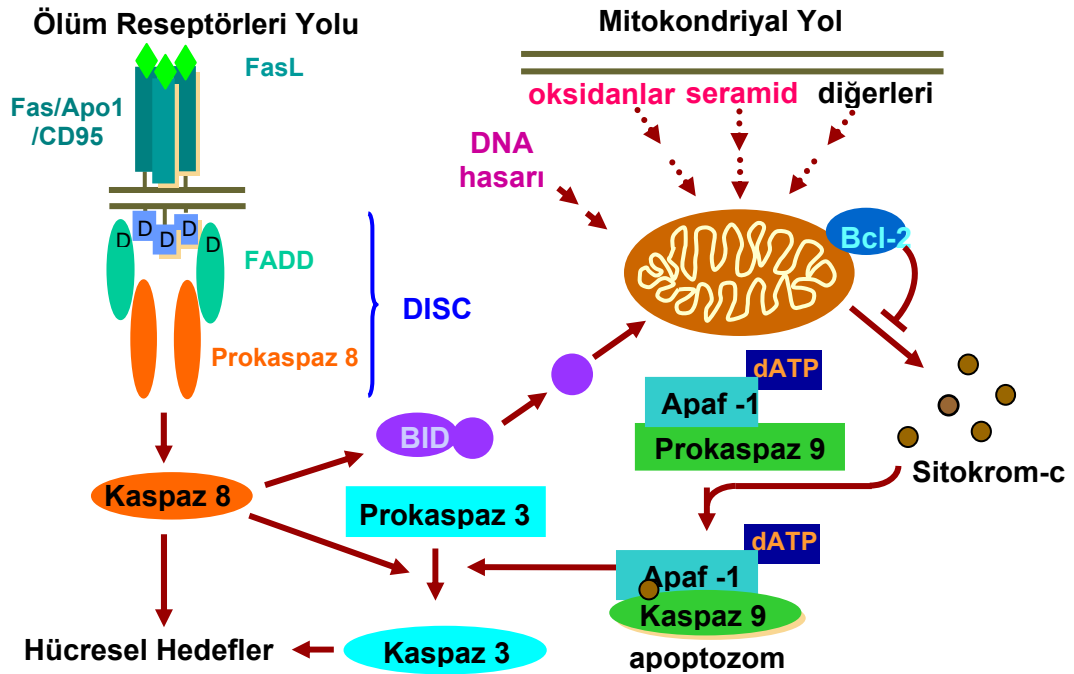 Ölüm Reseptörleri Yolu
FasL
Fas/Apo1
/CD95
D
D
D
D
D
FADD
DISC
Prokaspaz 8
Kaspaz 8
BID
Prokaspaz 3
Kaspaz 3
Hücresel Hedefler
Mitokondriyal Yol
oksidanlar seramid diğerleri
DNA
hasarı
Bcl-2
dATP
Apaf -1
Prokaspaz 9
Sitokrom-c
dATP
Apaf -1
Kaspaz 9
apoptozom